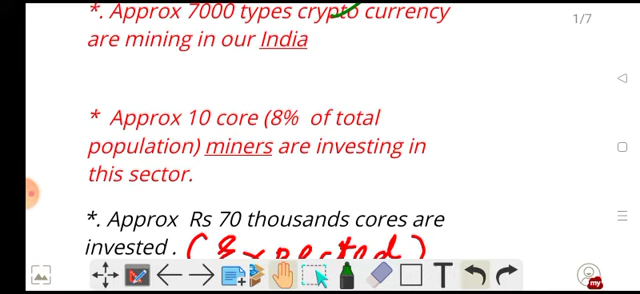 *. Approx 7000 types crypto currency
1/7
are mining in our India
* Approx 10 core (8% of total
population) miners are investing in
this sector.
*. Approx Rs 70 thousands cores are
invested. (Expected)
T
my